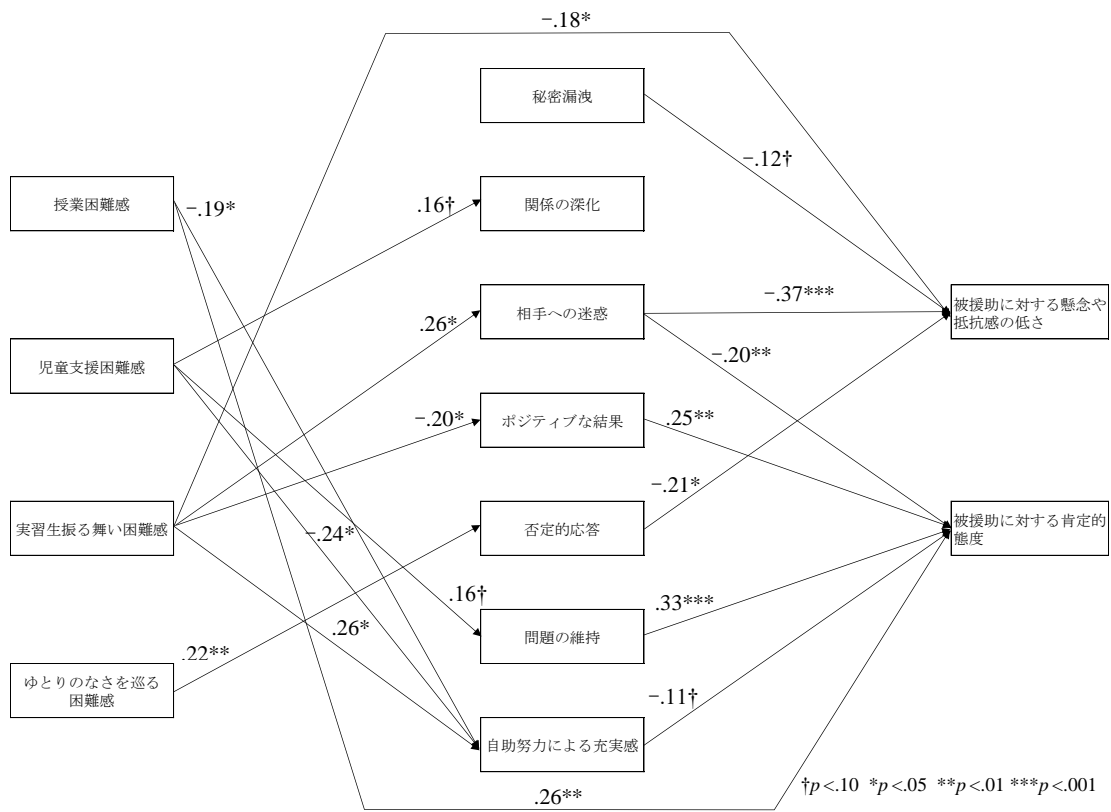 −.18*
秘密漏洩
−.12†
授業困難感
−.19*
.16†
関係の深化
相手への迷惑
−.37***
被援助に対する懸念や
抵抗感の低さ
.26*
−.20**
児童支援困難感
−.20*
ポジティブな結果
.25**
−.21*
実習生振る舞い困難感
−.24*
否定的応答
被援助に対する肯定的
態度
.16†
.33***
.26*
問題の維持
.22**
ゆとりのなさを巡る
困難感
−.11†
自助努力による充実感
.26**
†p<.10 *p<.05 **p<.01 ***p<.001